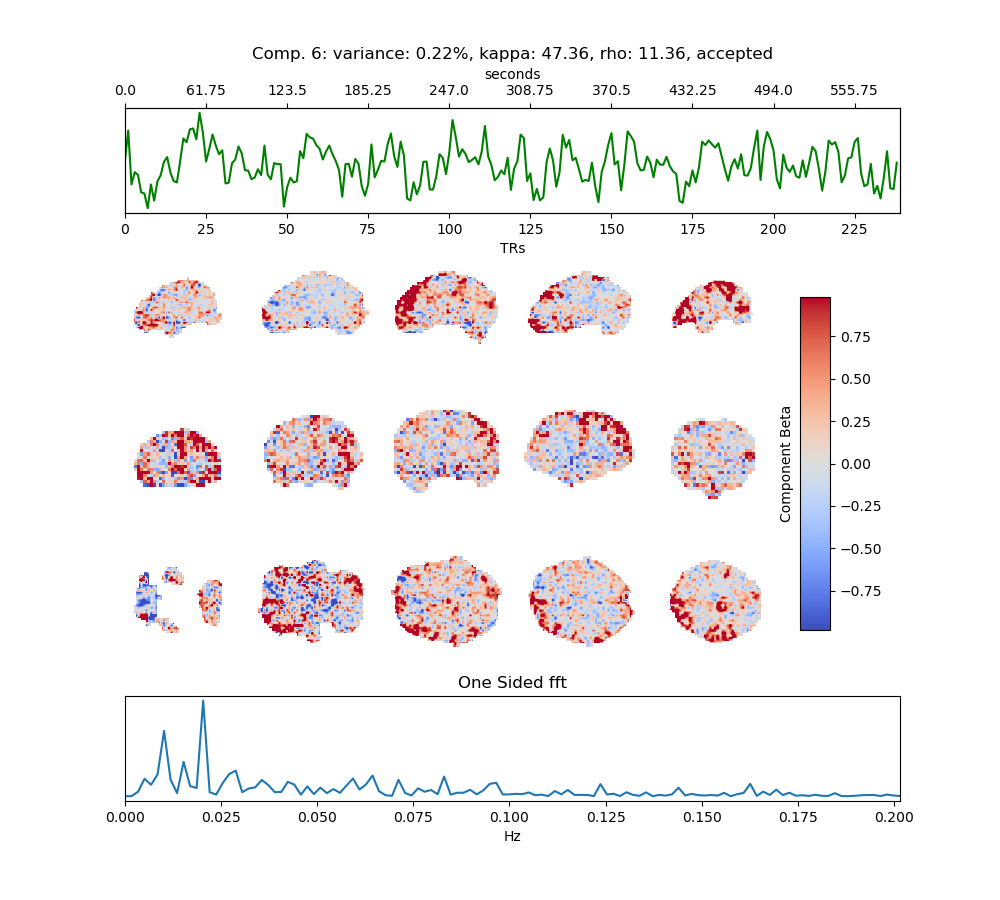 Comp. 6: variance: 0.22%, kappa: 47.36, rho: 11.36, accepted
seconds
0.0 61.75 123.5 185.25 247.0 308.75 370.5 432.25 494.0 555.75
0 25 50 75 100 125 150 175 200 225
TRs
0.75
0.50
0.25
0.00
−0.25
−0.50
−0.75
Component Beta
One Sided fft
0.000 0.025 0.050 0.075 0.100 0.125 0.150 0.175 0.200
Hz